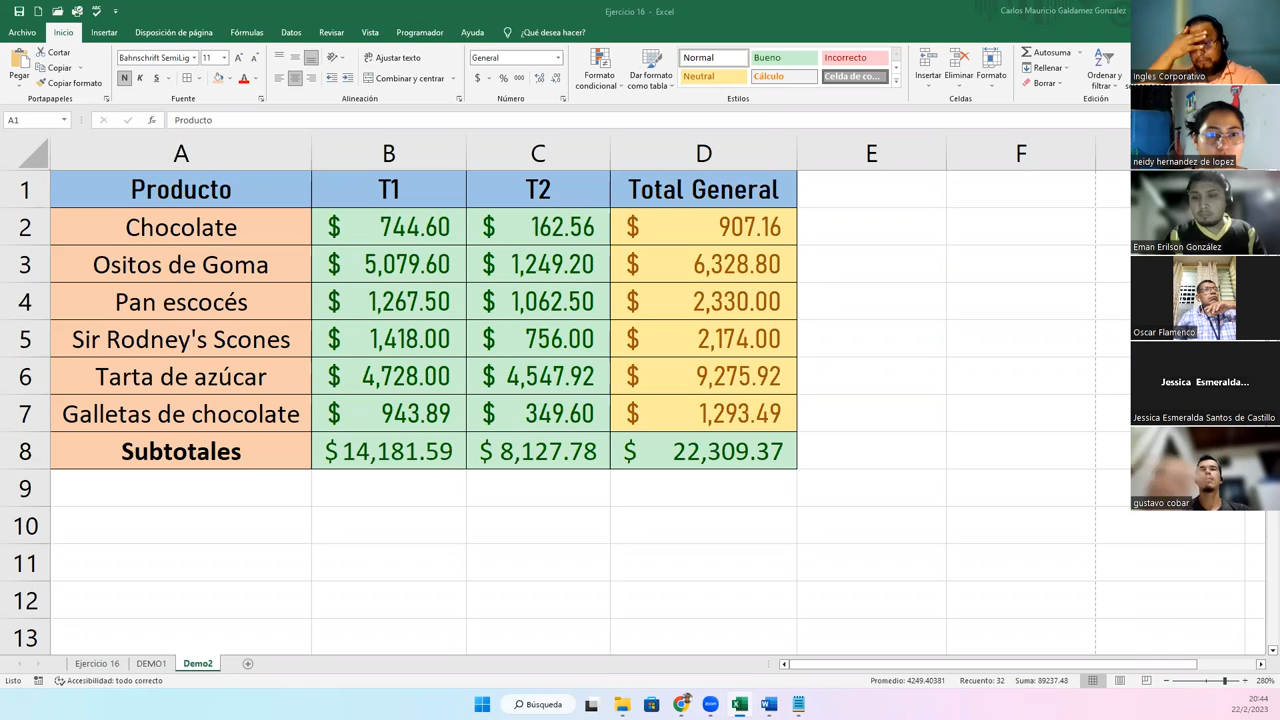 Ejercicio 16 - Excel
Carlos Mauricio Galdamez Gonzalez
Archivo Inicio Insertar Disposición de página Fórmulas Datos Revisar Vista Programador Ayuda ¿Qué desea hacer?
Pegar
Cortar
Copiar
Copiar formato
Portapapeles
Bahnschrift SemiLig 11
N K S
Fuente
Ajustar texto
Combinar y centrar
Alineación
General
$ % 000
Número
Formato condicional
Dar formato como tabla
Normal Bueno Incorrecto
Neutral Cálculo Celda de co...
Estilos
Insertar Eliminar Formato
Celdas
Autosuma
Rellenar
Borrar
Ordenar y filtrar
Edición
A1 fx Producto
A B C D E F
1 Producto T1 T2 Total General
2 Chocolate $ 744.60 $ 162.56 $ 907.16
3 Ositos de Goma $ 5,079.60 $ 1,249.20 $ 6,328.80
4 Pan escocés $ 1,267.50 $ 1,062.50 $ 2,330.00
5 Sir Rodney's Scones $ 1,418.00 $ 756.00 $ 2,174.00
6 Tarta de azúcar $ 4,728.00 $ 4,547.92 $ 9,275.92
7 Galletas de chocolate $ 943.89 $ 349.60 $ 1,293.49
8 Subtotales $ 14,181.59 $ 8,127.78 $ 22,309.37
9
10
11
12
13
Ejercicio 16 DEMO1 Demo2
Listo Accesibilidad: todo correcto Promedio: 4249.40381 Recuento: 32 Suma: 89237.48 280%
Búsqueda
20:44
22/2/2023
Ingles Corporativo
neidy hernandez de lopez
Eman Erilson González
Oscar Flamenco
Jessica Esmeralda...
Jessica Esmeralda Santos de Castillo
gustavo cobar